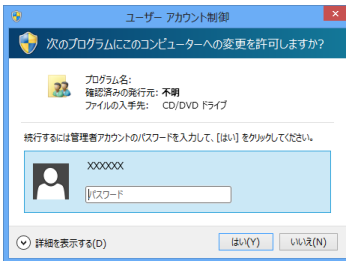 ユーザー アカウント制御
次のプログラムにこのコンピューターへの変更を許可しますか?
プログラム名:
確認済みの発行元: 不明
ファイルの入手先: CD/DVD ドライブ
続行するには管理者アカウントのパスワードを入力して、[はい] をクリックしてください。
XXXXXX
パスワード
詳細を表示する(D)
はい(Y)
いいえ(N)